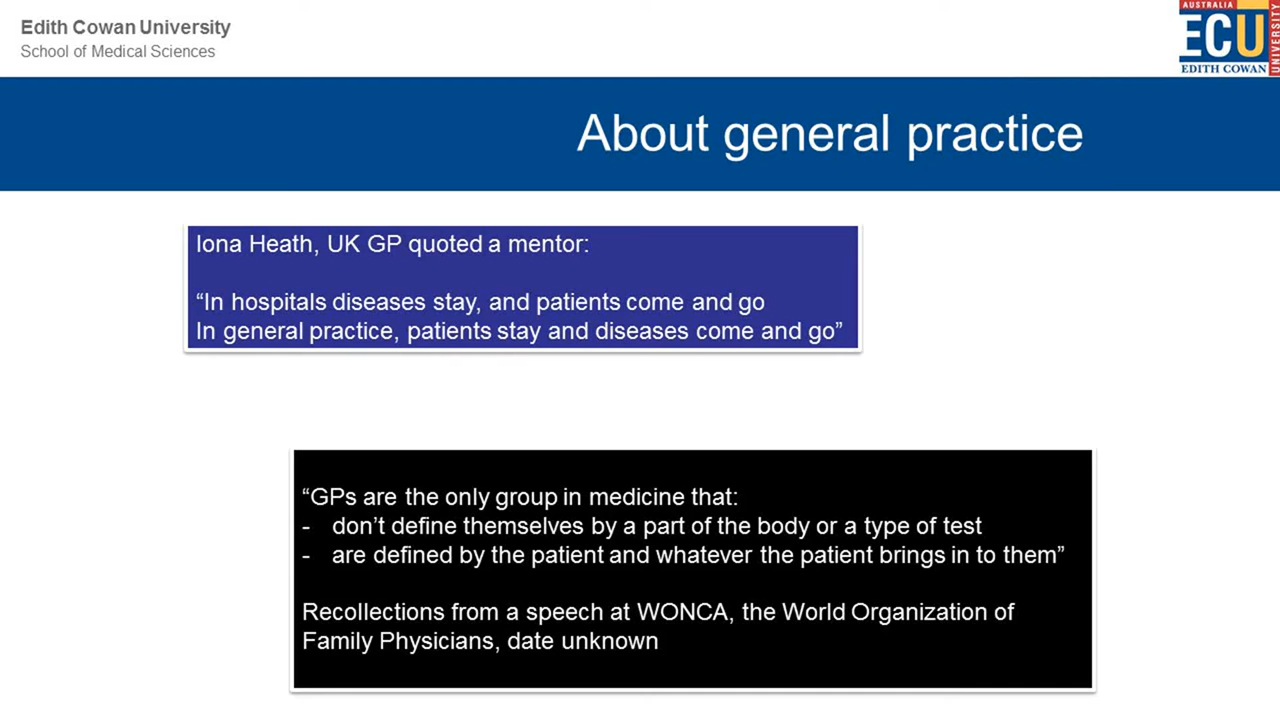 Edith Cowan University
School of Medical Sciences
AUSTRALIA
ECU
EDITH COWAN
UNIVERSITY
About general practice
Iona Heath, UK GP quoted a mentor:
“In hospitals diseases stay, and patients come and go
In general practice, patients stay and diseases come and go”
“GPs are the only group in medicine that:
- don’t define themselves by a part of the body or a type of test
- are defined by the patient and whatever the patient brings in to them”
Recollections from a speech at WONCA, the World Organization of
Family Physicians, date unknown